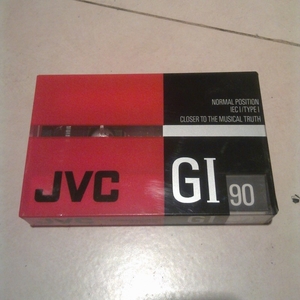 NORMAL POSITION
IEC I/TYPE I
CLOSER TO THE MUSICAL TRUTH
JVC
GI
90